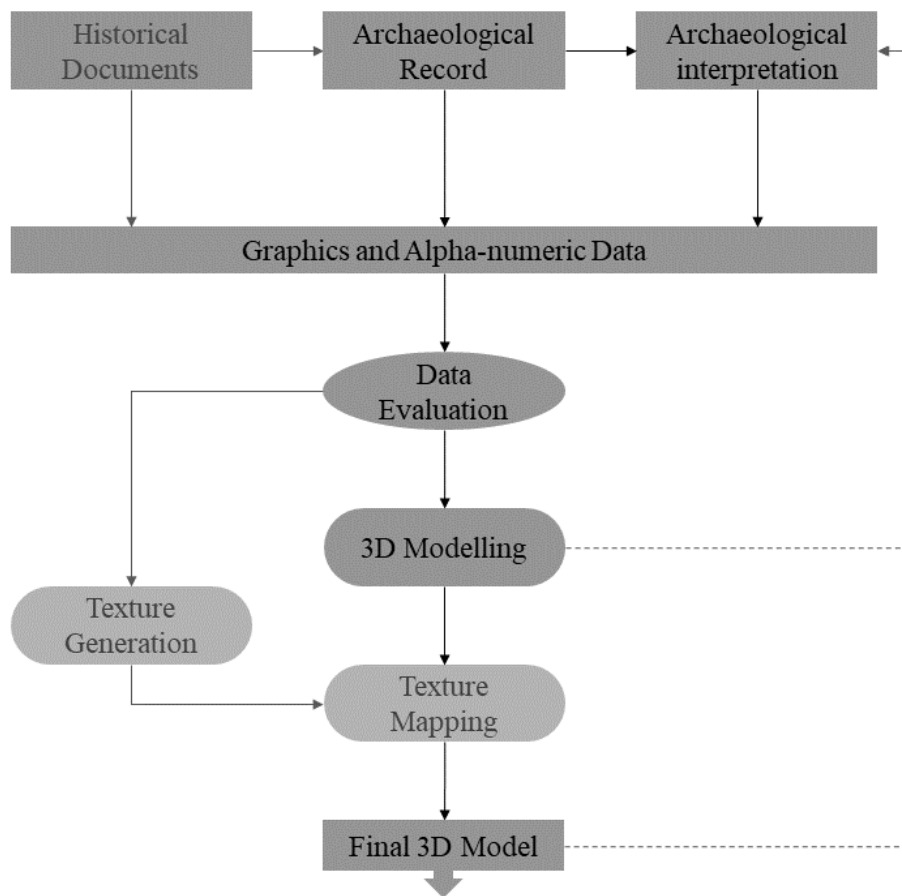 Historical
Documents
Archaeological
Record
Archaeological
interpretation
Graphics and Alpha-numeric Data
Data
Evaluation
3D Modelling
Texture
Generation
Texture
Mapping
Final 3D Model